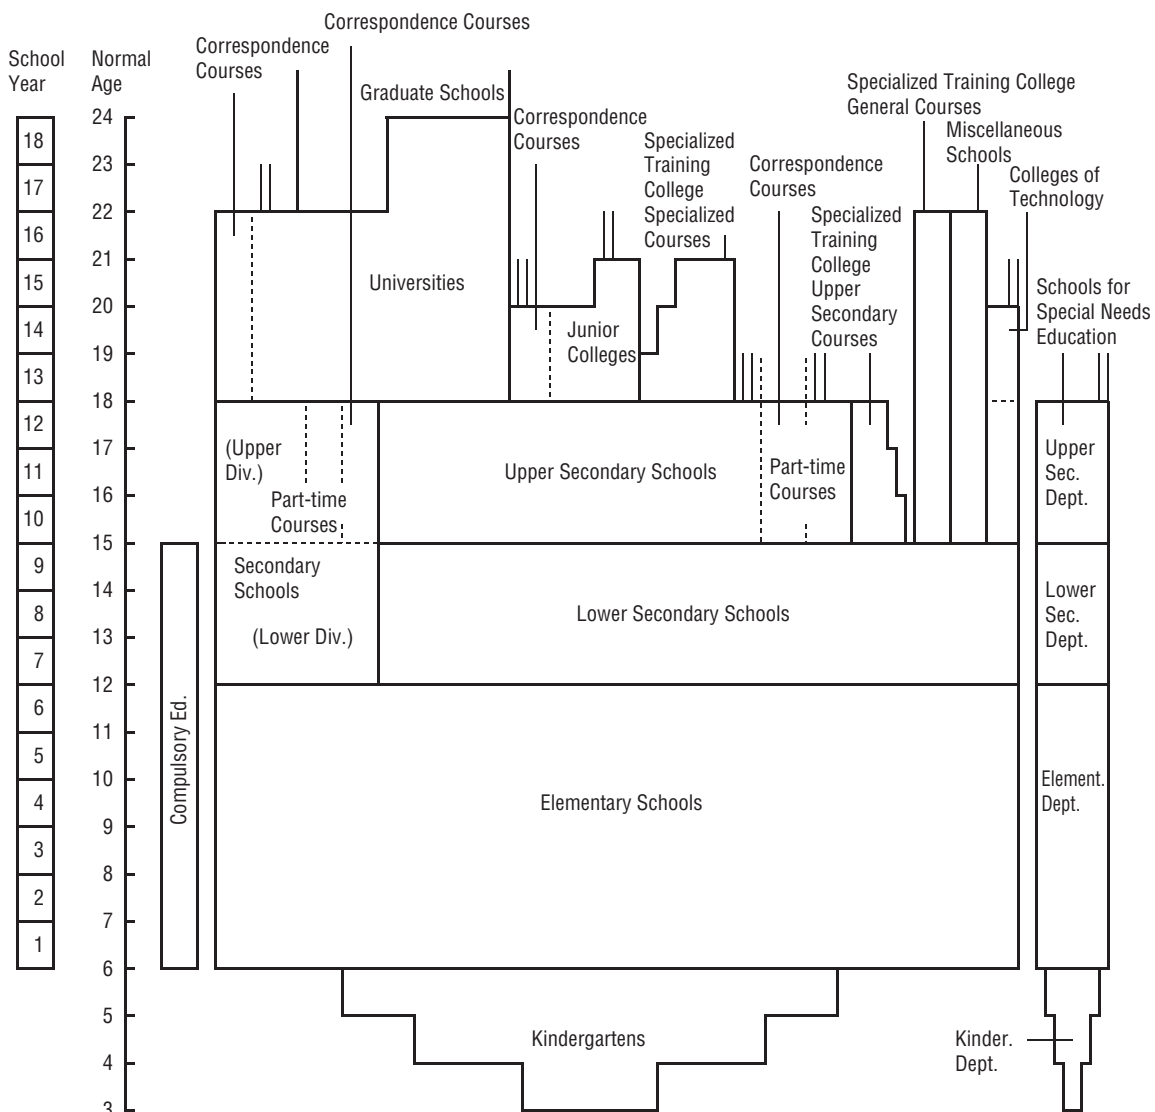 Correspondence Courses
Correspondence
Courses
School
Year
Normal
Age
Graduate Schools
Specialized Training College
General Courses
Correspondence
Courses
Specialized
Training
College
Specialized
Courses
Miscellaneous
Schools
Correspondence
Courses
Colleges of
Technology
Specialized
Training
College
Upper
Secondary
Courses
Schools for
Special Needs
Education
Universities
Junior
Colleges
18
17
16
15
14
13
12
11
10
9
8
7
6
5
4
3
2
1
24
23
22
21
20
19
18
17
16
15
14
13
12
11
10
9
8
7
6
5
4
3
Compulsory Ed.
(Upper
Div.)
Part-time
Courses
Upper Secondary Schools
Part-time
Courses
Upper
Sec.
Dept.
Secondary
Schools
(Lower Div.)
Lower Secondary Schools
Lower
Sec.
Dept.
Elementary Schools
Element.
Dept.
Kindergartens
Kinder.
Dept.